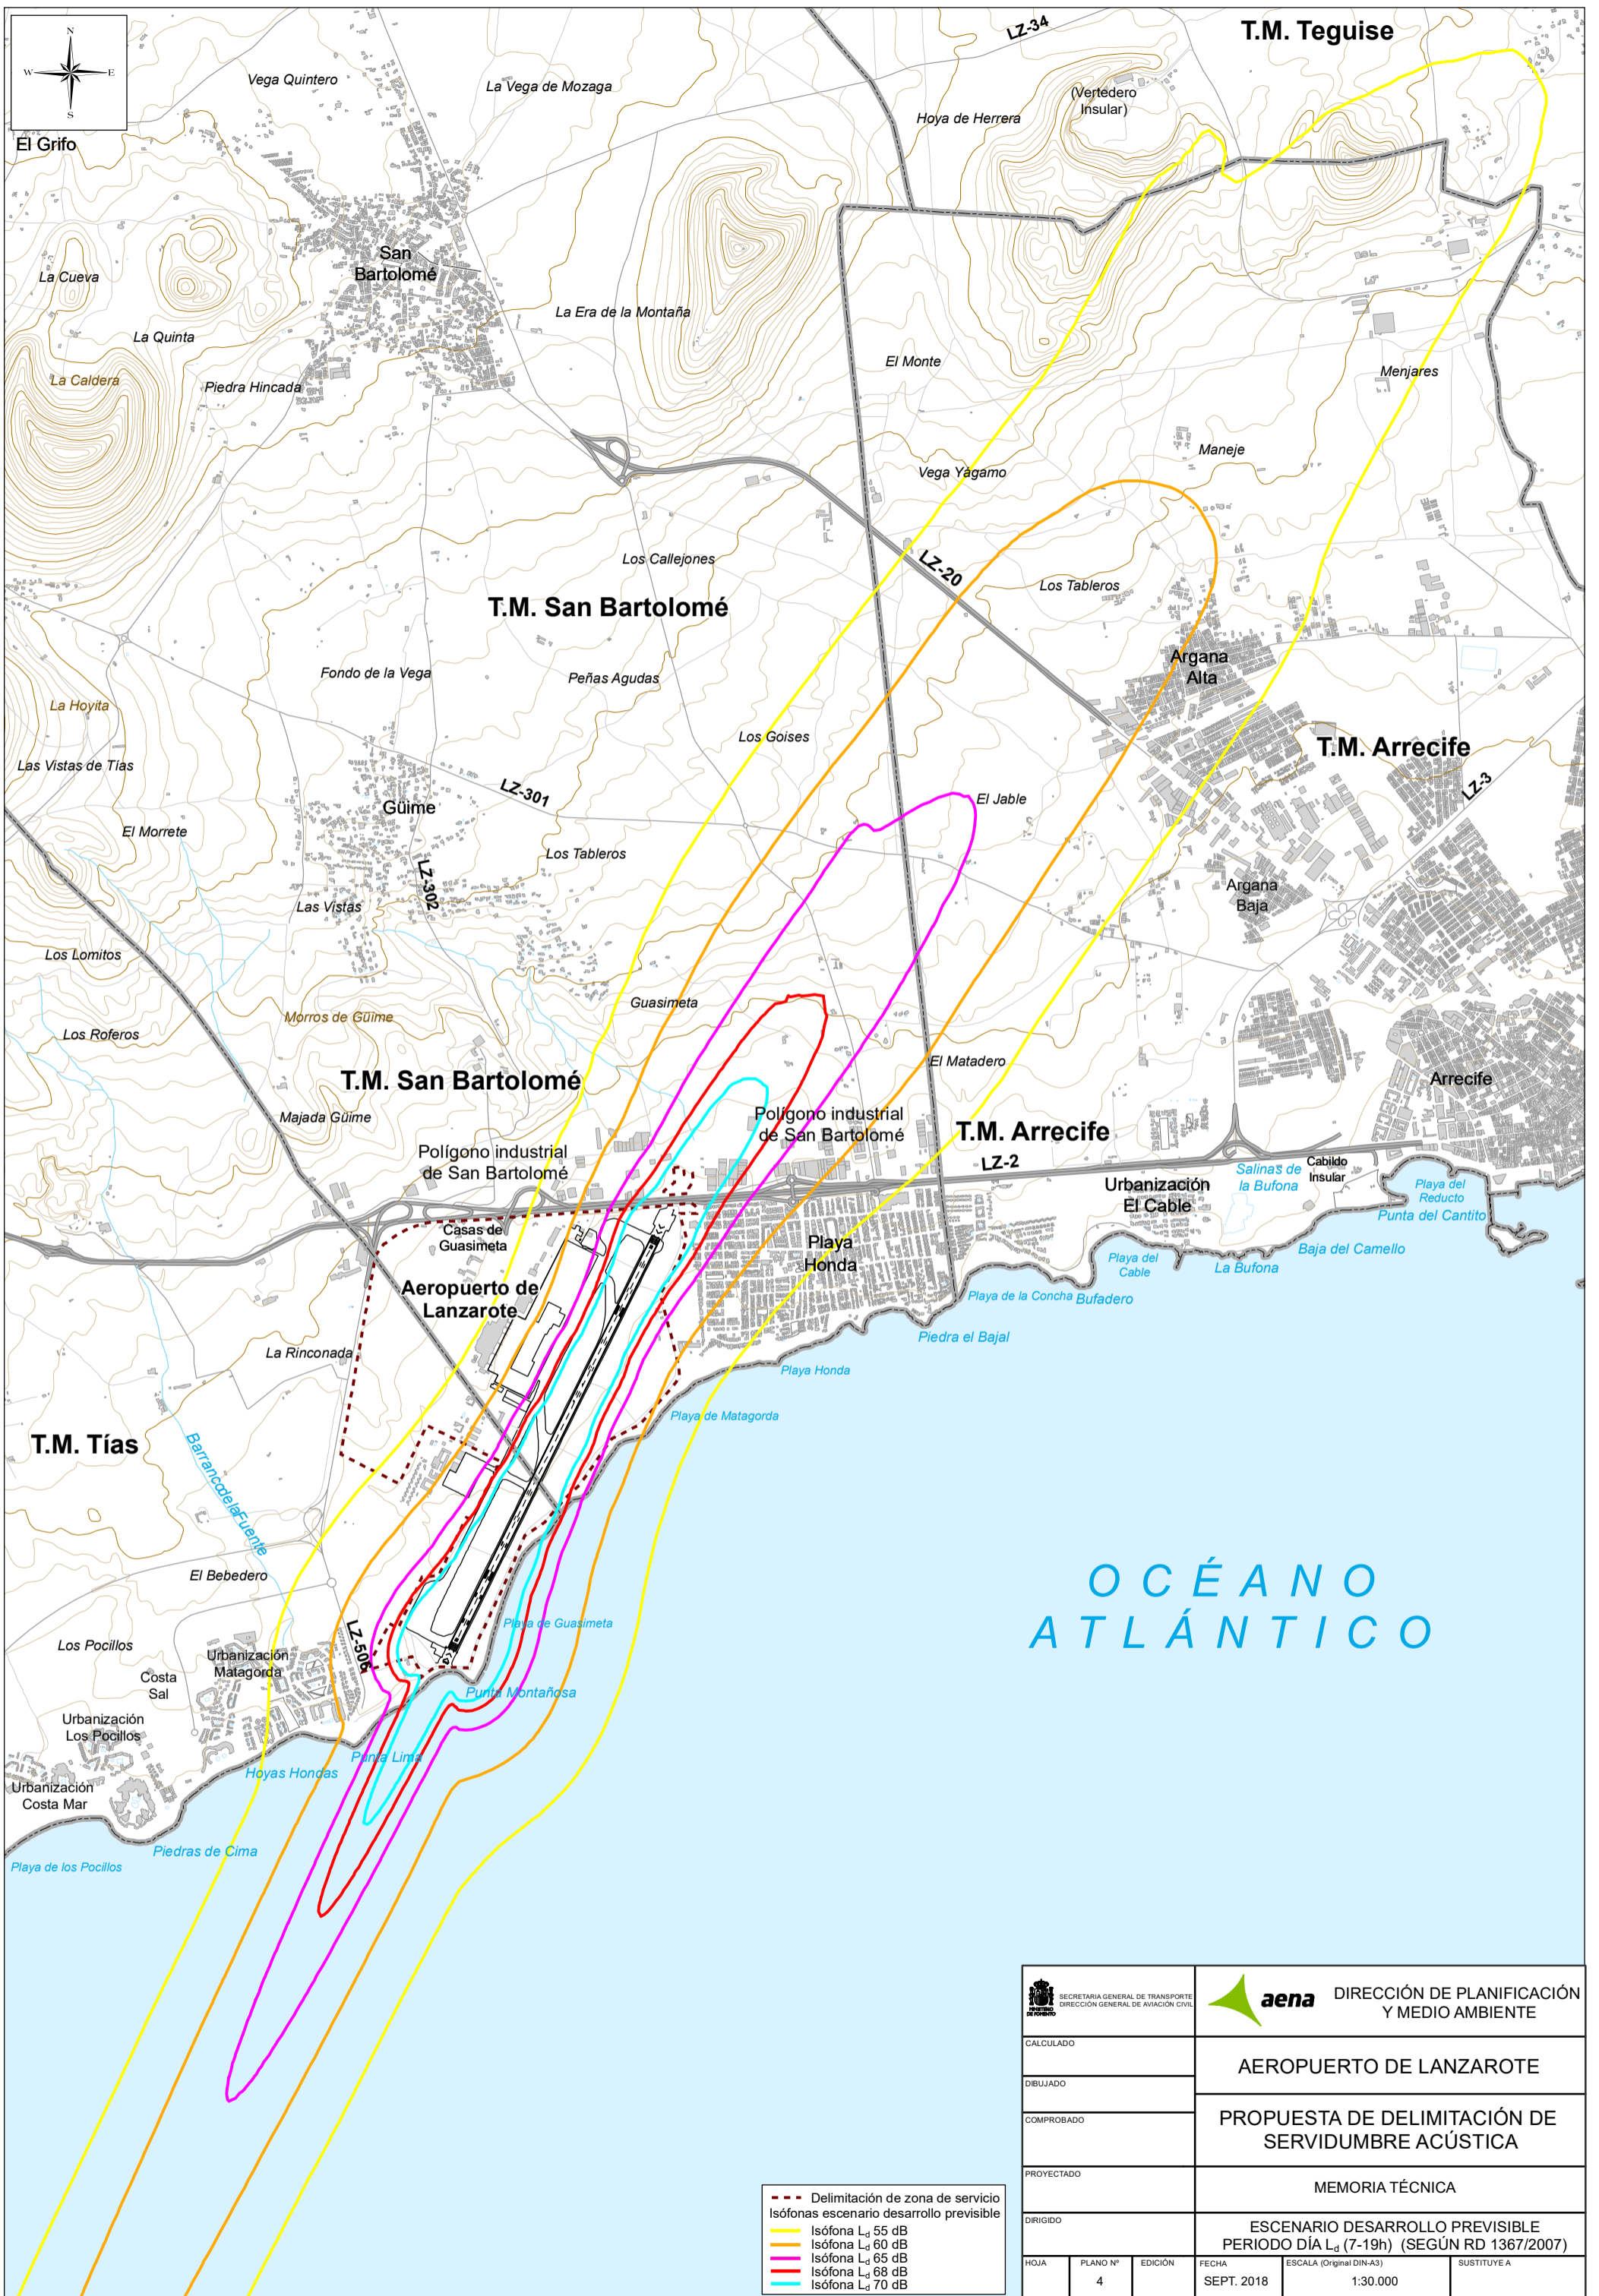 N
W
E
S
El Grifo
Vega Quintero
La Vega de Mozaga
LZ-34
T.M. Teguise
(Vertedero
Insular)
Hoya de Herrera
San
Bartolomé
La Cueva
La Era de la Montaña
La Quinta
El Monte
La Caldera
Piedra Hincada
Menjares
Maneje
Vega Yágamo
Los Callejones
LZ-20
Los Tableros
T.M. San Bartolomé
Argana
Alta
Fondo de la Vega
Peñas Agudas
La Hoyita
Los Goises
T.M. Arrecife
Las Vistas de Tías
LZ-301
LZ-3
El Jable
Güime
El Morrete
Los Tableros
LZ-302
Argana
Baja
Las Vistas
Los Lomitos
Guasimeta
Morros de Güime
Los Roferos
El Matadero
T.M. San Bartolomé
Arrecife
Majada Güime
Polígono industrial
de San Bartolomé
T.M. Arrecife
Polígono industrial
de San Bartolomé
LZ-2
Salinas de
la Bufona
Cabildo
Insular
Urbanización
El Cable
Playa del
Reducto
Punta del Cantito
Casas de
Guasimeta
Playa
Honda
Baja del Camello
Playa del
Cable
La Bufona
Aeropuerto de
Lanzarote
Playa de la Concha
Bufadero
Piedra el Bajal
La Rinconada
Playa Honda
Playa de Matagorda
T.M. Tías
Barranco de la Fuente
El Bebedero
OCÉANO
ATLÁNTICO
Playa de Guasimeta
LZ-506
Los Pocillos
Urbanización
Matagorda
Costa
Sal
Punta Montañosa
Urbanización
Los Pocillos
Punta Lima
Hoyas Hondas
Urbanización
Costa Mar
Piedras de Cima
Playa de los Pocillos
MINISTERIO
DE FOMENTO
SECRETARIA GENERAL DE TRANSPORTE
DIRECCIÓN GENERAL DE AVIACIÓN CIVIL
aena
DIRECCIÓN DE PLANIFICACIÓN
Y MEDIO AMBIENTE
CALCULADO
AEROPUERTO DE LANZAROTE
DIBUJADO
COMPROBADO
PROPUESTA DE DELIMITACIÓN DE
SERVIDUMBRE ACÚSTICA
PROYECTADO
MEMORIA TÉCNICA
DIRIGIDO
ESCENARIO DESARROLLO PREVISIBLE
PERIODO DÍA Ld (7-19h) (SEGÚN RD 1367/2007)
HOJA
PLANO Nº
4
EDICIÓN
FECHA
SEPT. 2018
ESCALA (Original DIN-A3)
1:30.000
SUSTITUYE A
Delimitación de zona de servicio
Isófonas escenario desarrollo previsible
Isófona Ld 55 dB
Isófona Ld 60 dB
Isófona Ld 65 dB
Isófona Ld 68 dB
Isófona Ld 70 dB